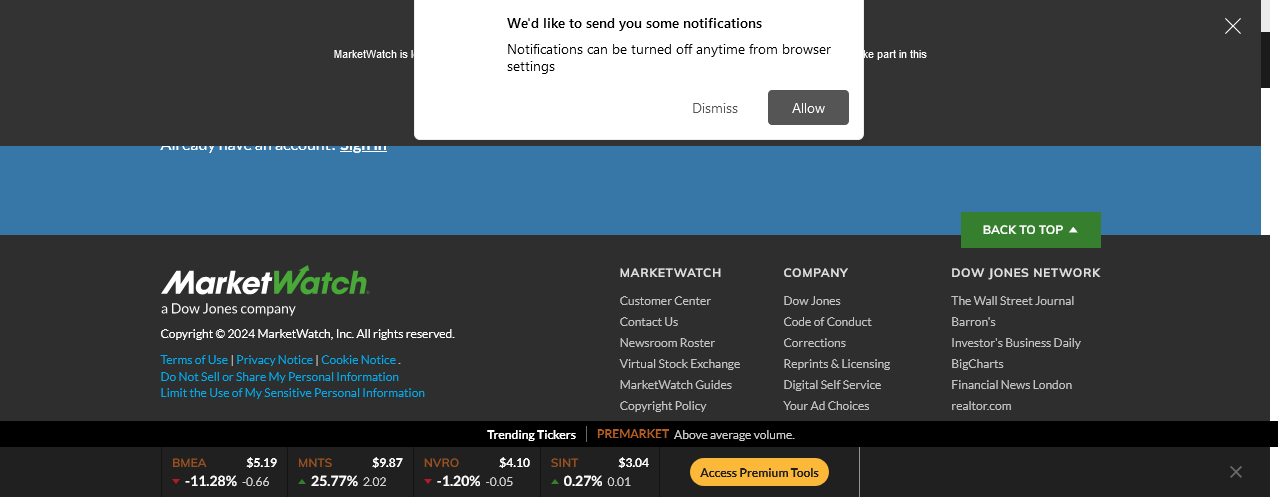 We'd like to send you some notifications
Notifications can be turned off anytime from browser
settings
Dismiss Allow
MarketWatch is
part in this
Already have an account? Sign In
BACK TO TOP
MarketWatch
a Dow Jones company
Copyright © 2024 MarketWatch, Inc. All rights reserved.
Terms of Use | Privacy Notice | Cookie Notice .
Do Not Sell or Share My Personal Information
Limit the Use of My Sensitive Personal Information
MARKETWATCH
Customer Center
Contact Us
Newsroom Roster
Virtual Stock Exchange
MarketWatch Guides
Copyright Policy
COMPANY
Dow Jones
Code of Conduct
Corrections
Reprints & Licensing
Digital Self Service
Your Ad Choices
DOW JONES NETWORK
The Wall Street Journal
Barron's
Investor's Business Daily
BigCharts
Financial News London
realtor.com
Trending Tickers | PREMARKET Above average volume.
BMEA $5.19
-11.28% -0.66
MNTS $9.87
25.77% 2.02
NVRO $4.10
-1.20% -0.05
SINT $3.04
0.27% 0.01
Access Premium Tools